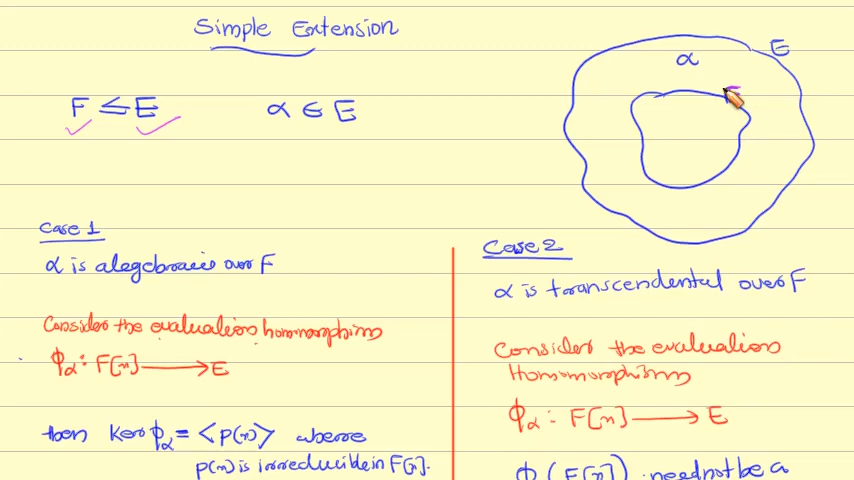 Simple Extension
F ≤ E
α ∈ E
α
E
F
Case 1
α is alegebraic over F
Consider the evaluation homomorphism
ϕα : F[x] ⟶ E
then Ker ϕα = <p(x)> where
p(x) is irreducible in F[x].
Case 2
α is transcendental over F
Consider the evaluation
Homomorphism
ϕα : F[x] ⟶ E
ϕ (F[x]) need not be a